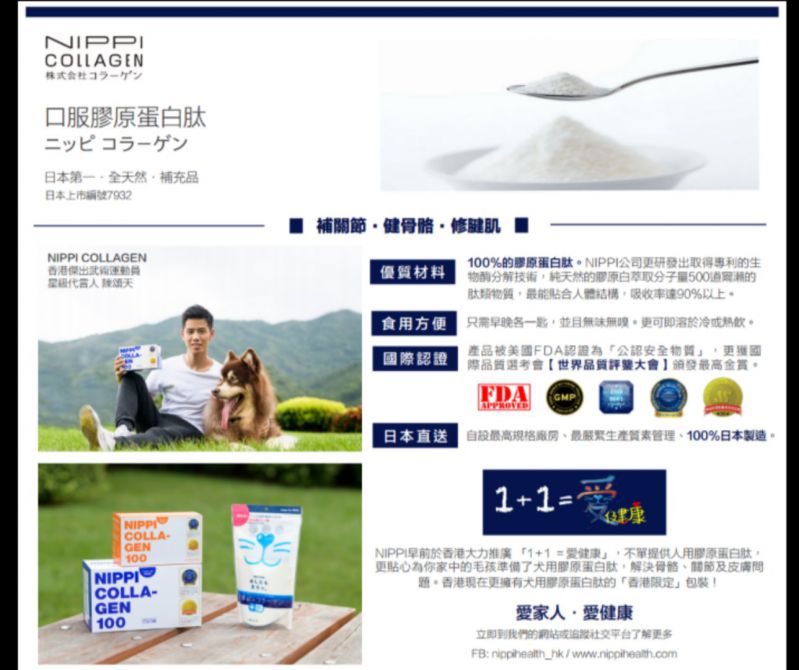 NIPPI
COLLAGEN
株式会社コラーゲン
口服膠原蛋白肽
ニッピ コラーゲン
日本第一．全天然．補充品
日本上市編號7932
補關節・健骨骼・修腱肌
NIPPI COLLAGEN
香港傑出武術運動員
星級代言人 陳頌天
NIPPI
COLLA-
GEN
100
優質材料
100%的膠原蛋白肽。NIPPI公司更研發出取得專利的生
物酶分解技術，純天然的膠原白萃取分子量500道爾瀨的
肽類物質，最能貼合人體結構，吸收率達90%以上。
食用方便
只需早晚各一匙，並且無味無嗅。更可即溶於冷或熱飲。
國際認證
產品被美國FDA認證為「公認安全物質」，更獲國
際品質選考會【世界品質評鑒大會】頒發最高金賞。
FDA
APPROVED
GMP
日本直送
自設最高規格廠房、最嚴緊生產質素管理、100%日本製造。
NIPPI
COLLA-
GEN
100
NIPPI
COLLA-
GEN
100
1+1=愛健康
NIPPI早前於香港大力推廣 「1+1 =愛健康」，不單提供人用膠原蛋白肽，
更貼心為你家中的毛孩準備了犬用膠原蛋白肽，解決骨骼、關節及皮膚問
題。香港現在更擁有犬用膠原蛋白肽的「香港限定」包裝！
愛家人．愛健康
立即到我們的網站或追蹤社交平台了解更多
FB: nippihealth_hk / www.nippihealth.com